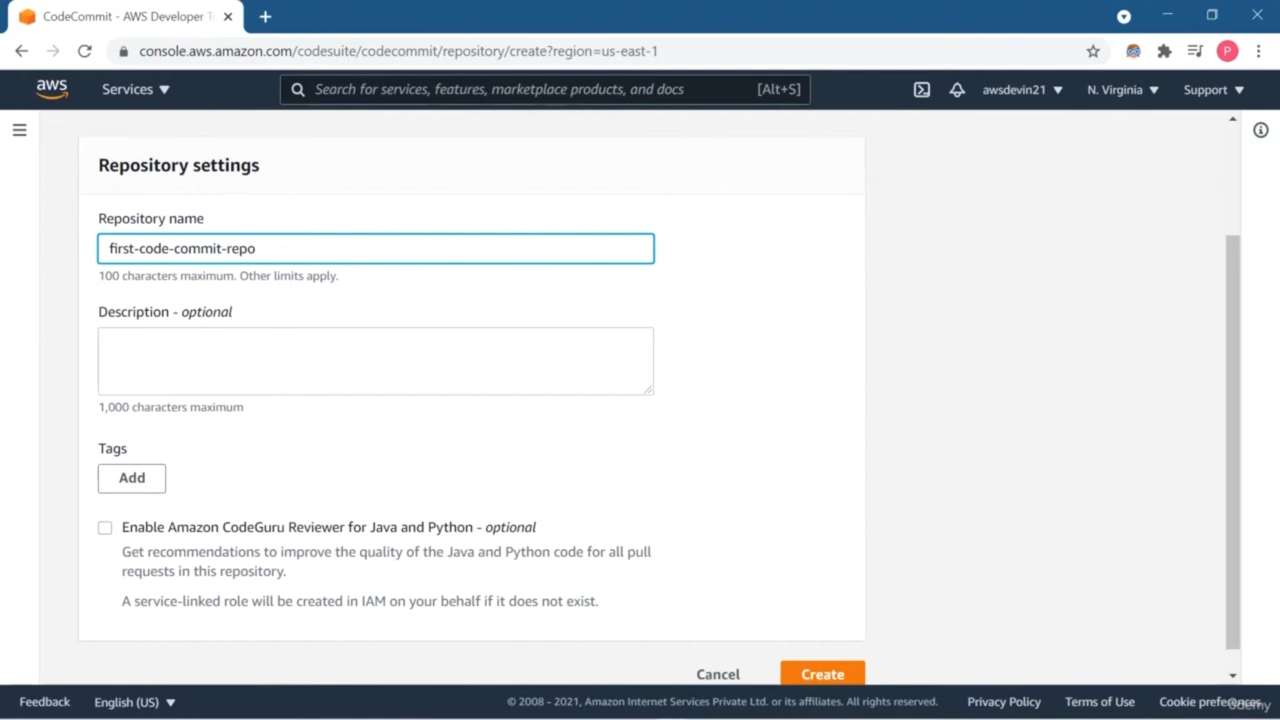 CodeCommit - AWS Developer T
console.aws.amazon.com/codesuite/codecommit/repository/create?region=us-east-1
P
aws
Services
Search for services, features, marketplace products, and docs
[Alt+S]
awsdevin21
N. Virginia
Support
Repository settings
Repository name
first-code-commit-repo
100 characters maximum. Other limits apply.
Description - optional
1,000 characters maximum
Tags
Add
Enable Amazon CodeGuru Reviewer for Java and Python - optional
Get recommendations to improve the quality of the Java and Python code for all pull
requests in this repository.
A service-linked role will be created in IAM on your behalf if it does not exist.
Cancel
Create
Feedback
English (US)
© 2008 - 2021, Amazon Internet Services Private Ltd. or its affiliates. All rights reserved.
Privacy Policy
Terms of Use
Cookie preferences
Udemy